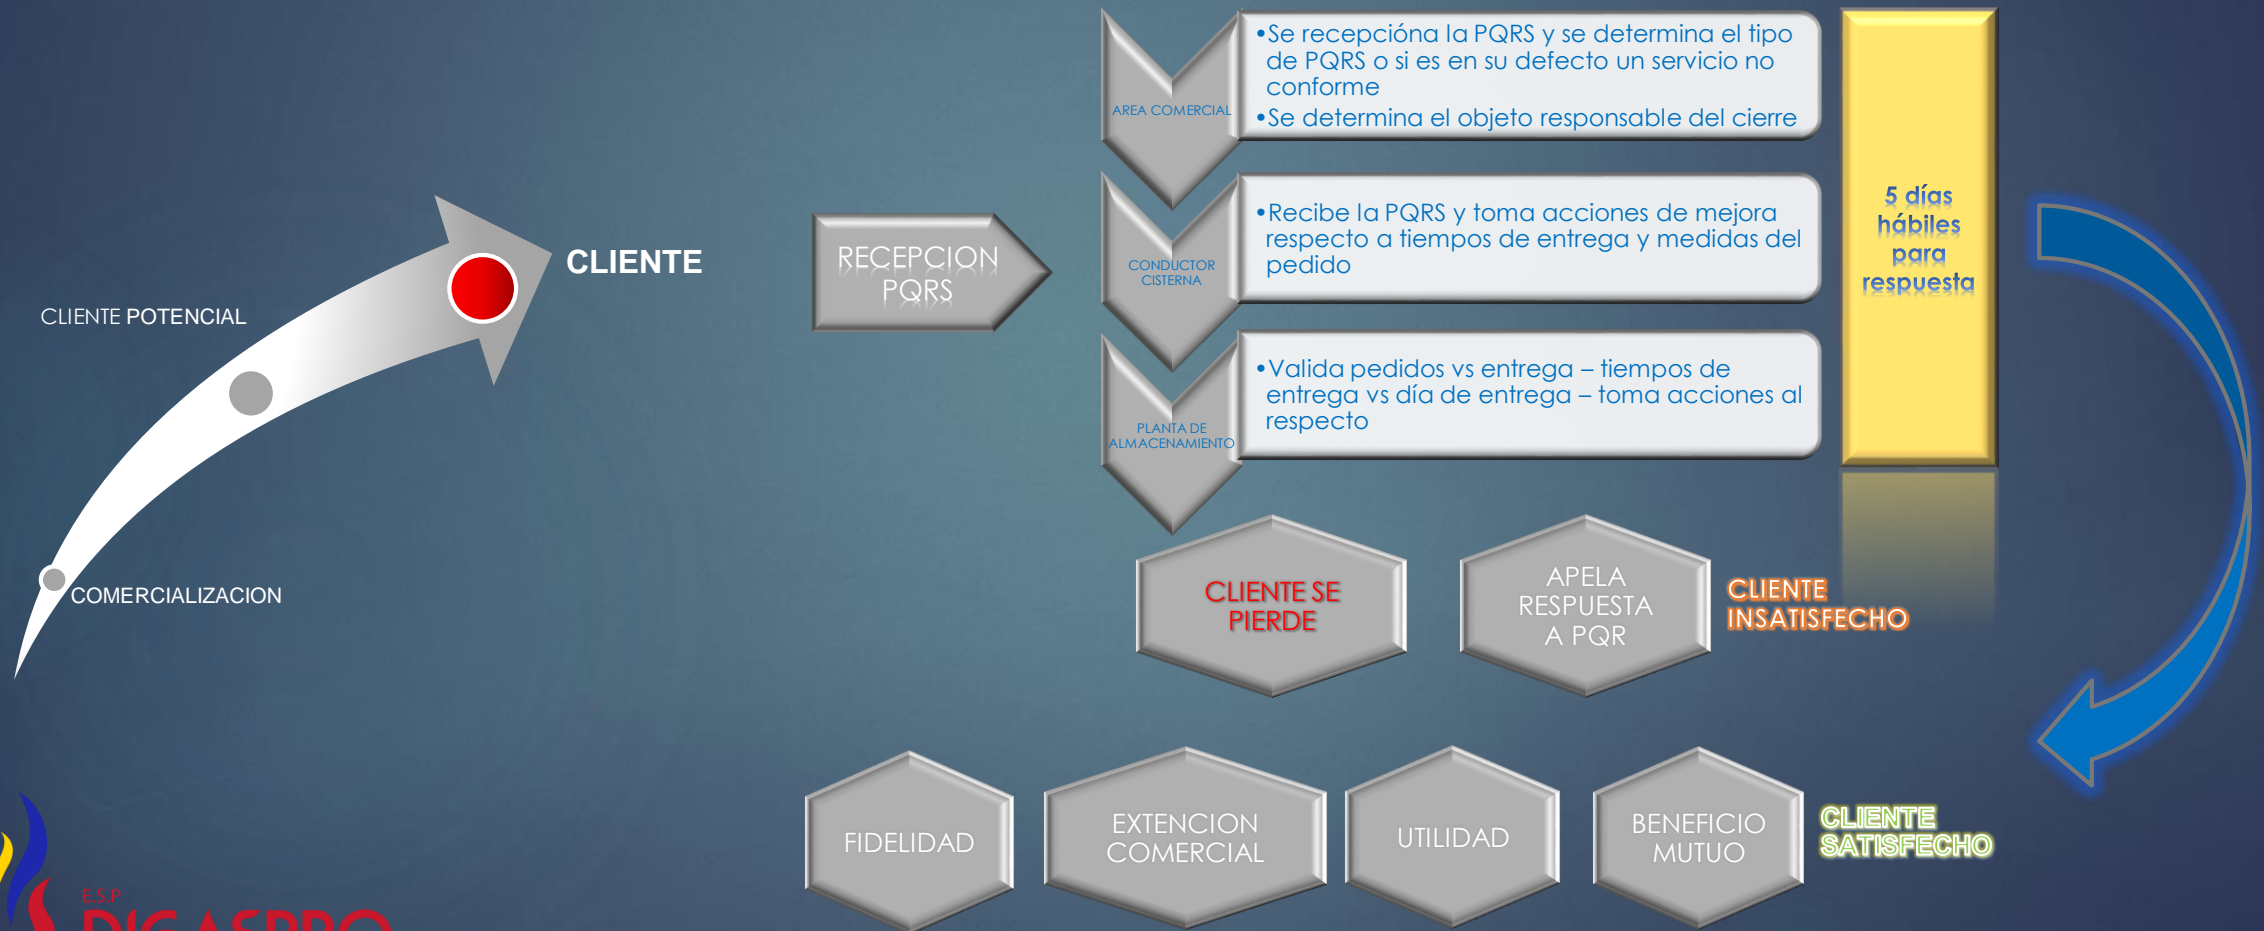 CLIENTE
CLIENTE POTENCIAL
COMERCIALIZACION
RECEPCION
PQRS
AREA COMERCIAL
•Se recepcióna la PQRS y se determina el tipo
de PQRS o si es en su defecto un servicio no
conforme
•Se determina el objeto responsable del cierre
CONDUCTOR
CISTERNA
•Recibe la PQRS y toma acciones de mejora
respecto a tiempos de entrega y medidas del
pedido
PLANTA DE
ALMACENAMIENTO
•Valida pedidos vs entrega – tiempos de
entrega vs día de entrega – toma acciones al
respecto
5 días
hábiles
para
respuesta
CLIENTE SE
PIERDE
APELA
RESPUESTA
A PQR
CLIENTE
INSATISFECHO
FIDELIDAD
EXTENCION
COMERCIAL
UTILIDAD
BENEFICIO
MUTUO
CLIENTE
SATISFECHO
E.S.P.
DIGASPRO